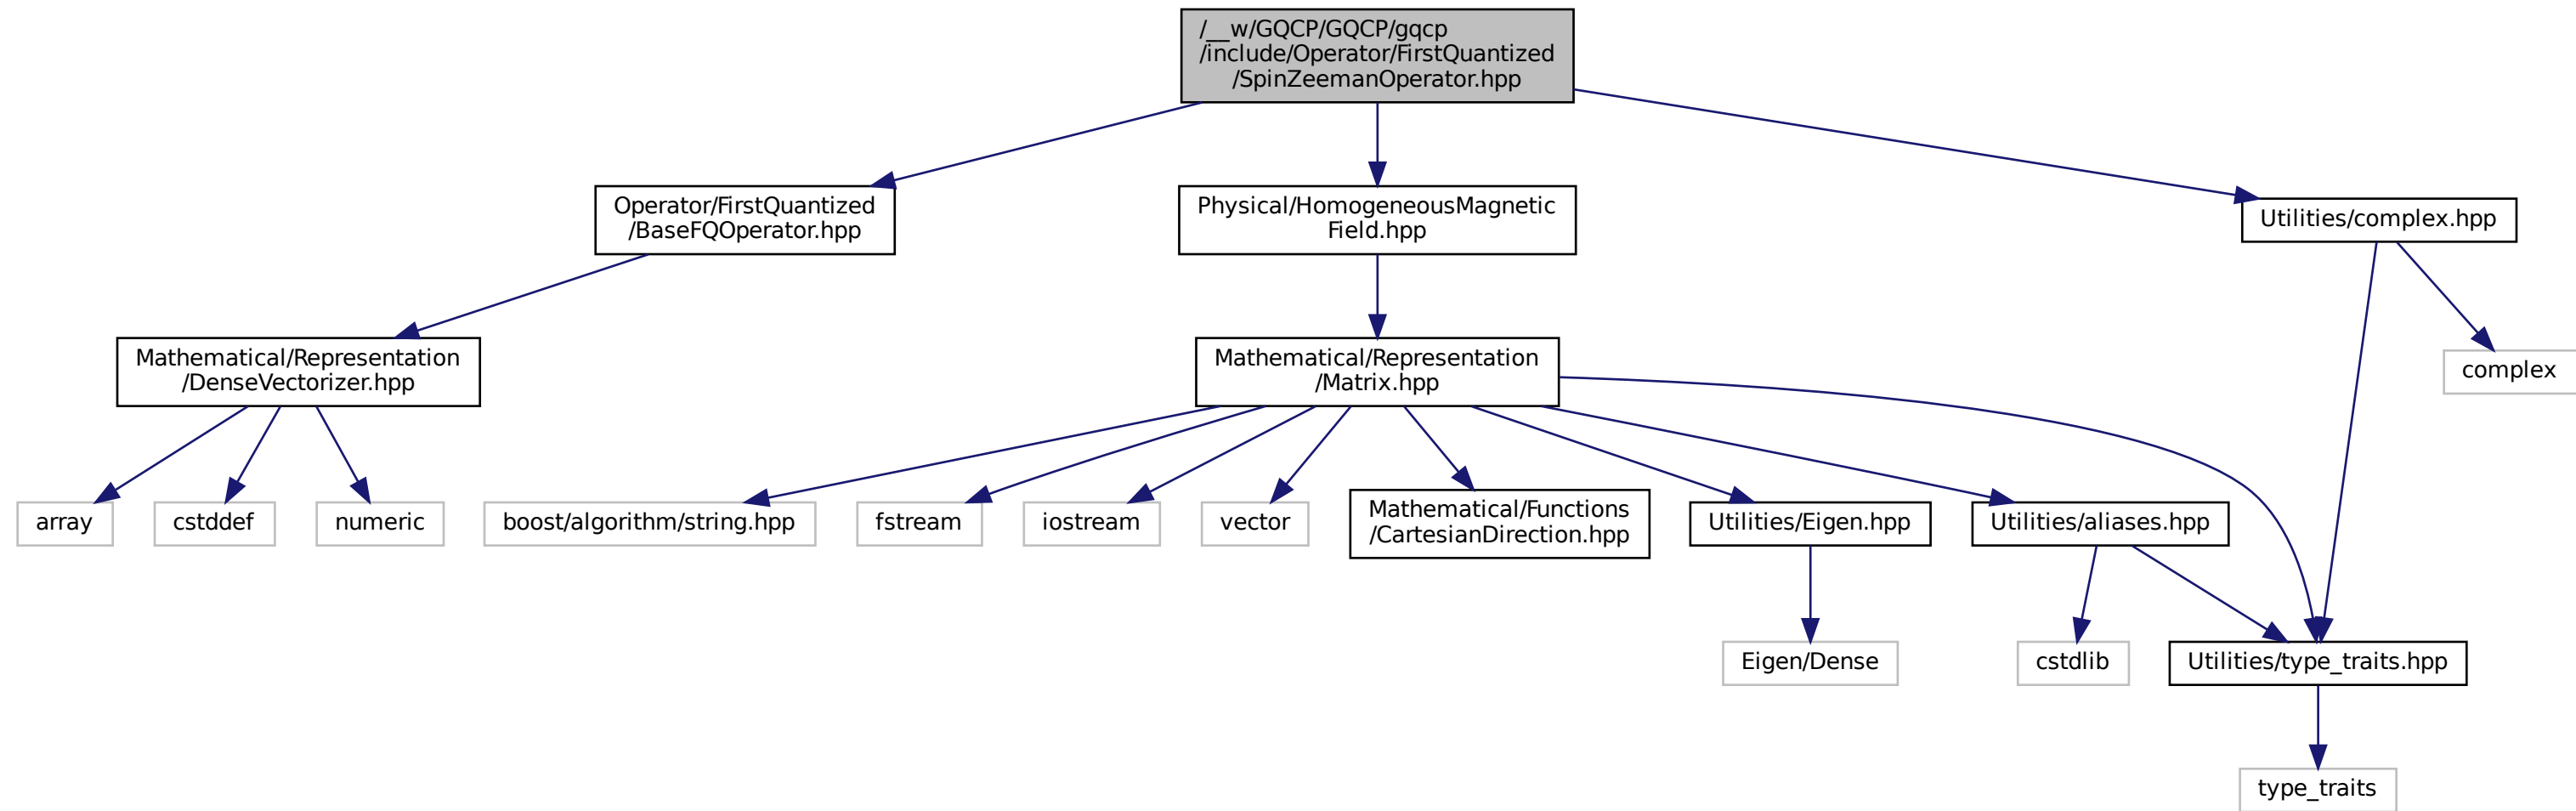 /__w/GQCP/GQCP/gqcp
/include/Operator/FirstQuantized
/SpinZeemanOperator.hpp
Operator/FirstQuantized
/BaseFQOperator.hpp
Physical/HomogeneousMagnetic
Field.hpp
Utilities/complex.hpp
Mathematical/Representation
/DenseVectorizer.hpp
Mathematical/Representation
/Matrix.hpp
complex
array
cstddef
numeric
boost/algorithm/string.hpp
fstream
iostream
vector
Mathematical/Functions
/CartesianDirection.hpp
Utilities/Eigen.hpp
Utilities/aliases.hpp
Eigen/Dense
cstdlib
Utilities/type_traits.hpp
type_traits